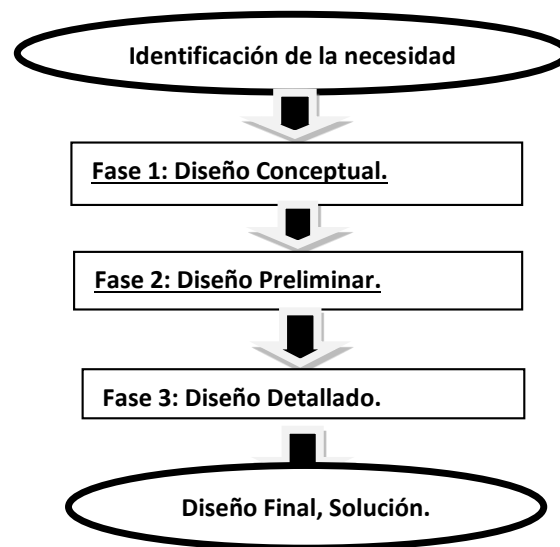 Identificación de la necesidad
Fase 1: Diseño Conceptual.
Fase 2: Diseño Preliminar.
Fase 3: Diseño Detallado.
Diseño Final, Solución.